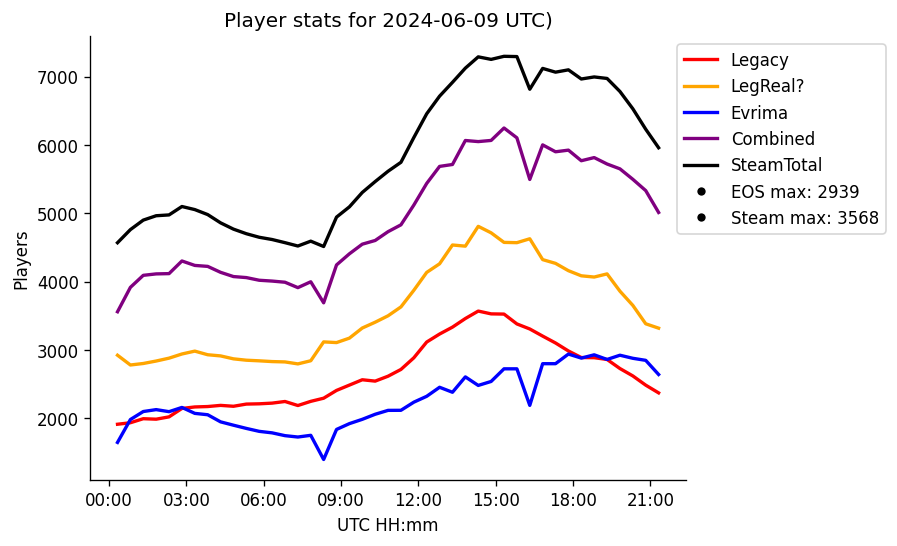 Player stats for 2024-06-09 UTC)
Players
7000
6000
5000
4000
3000
2000
00:00 03:00 06:00 09:00 12:00 15:00 18:00 21:00
UTC HH:mm
Legacy
LegReal?
Evrima
Combined
SteamTotal
EOS max: 2939
Steam max: 3568